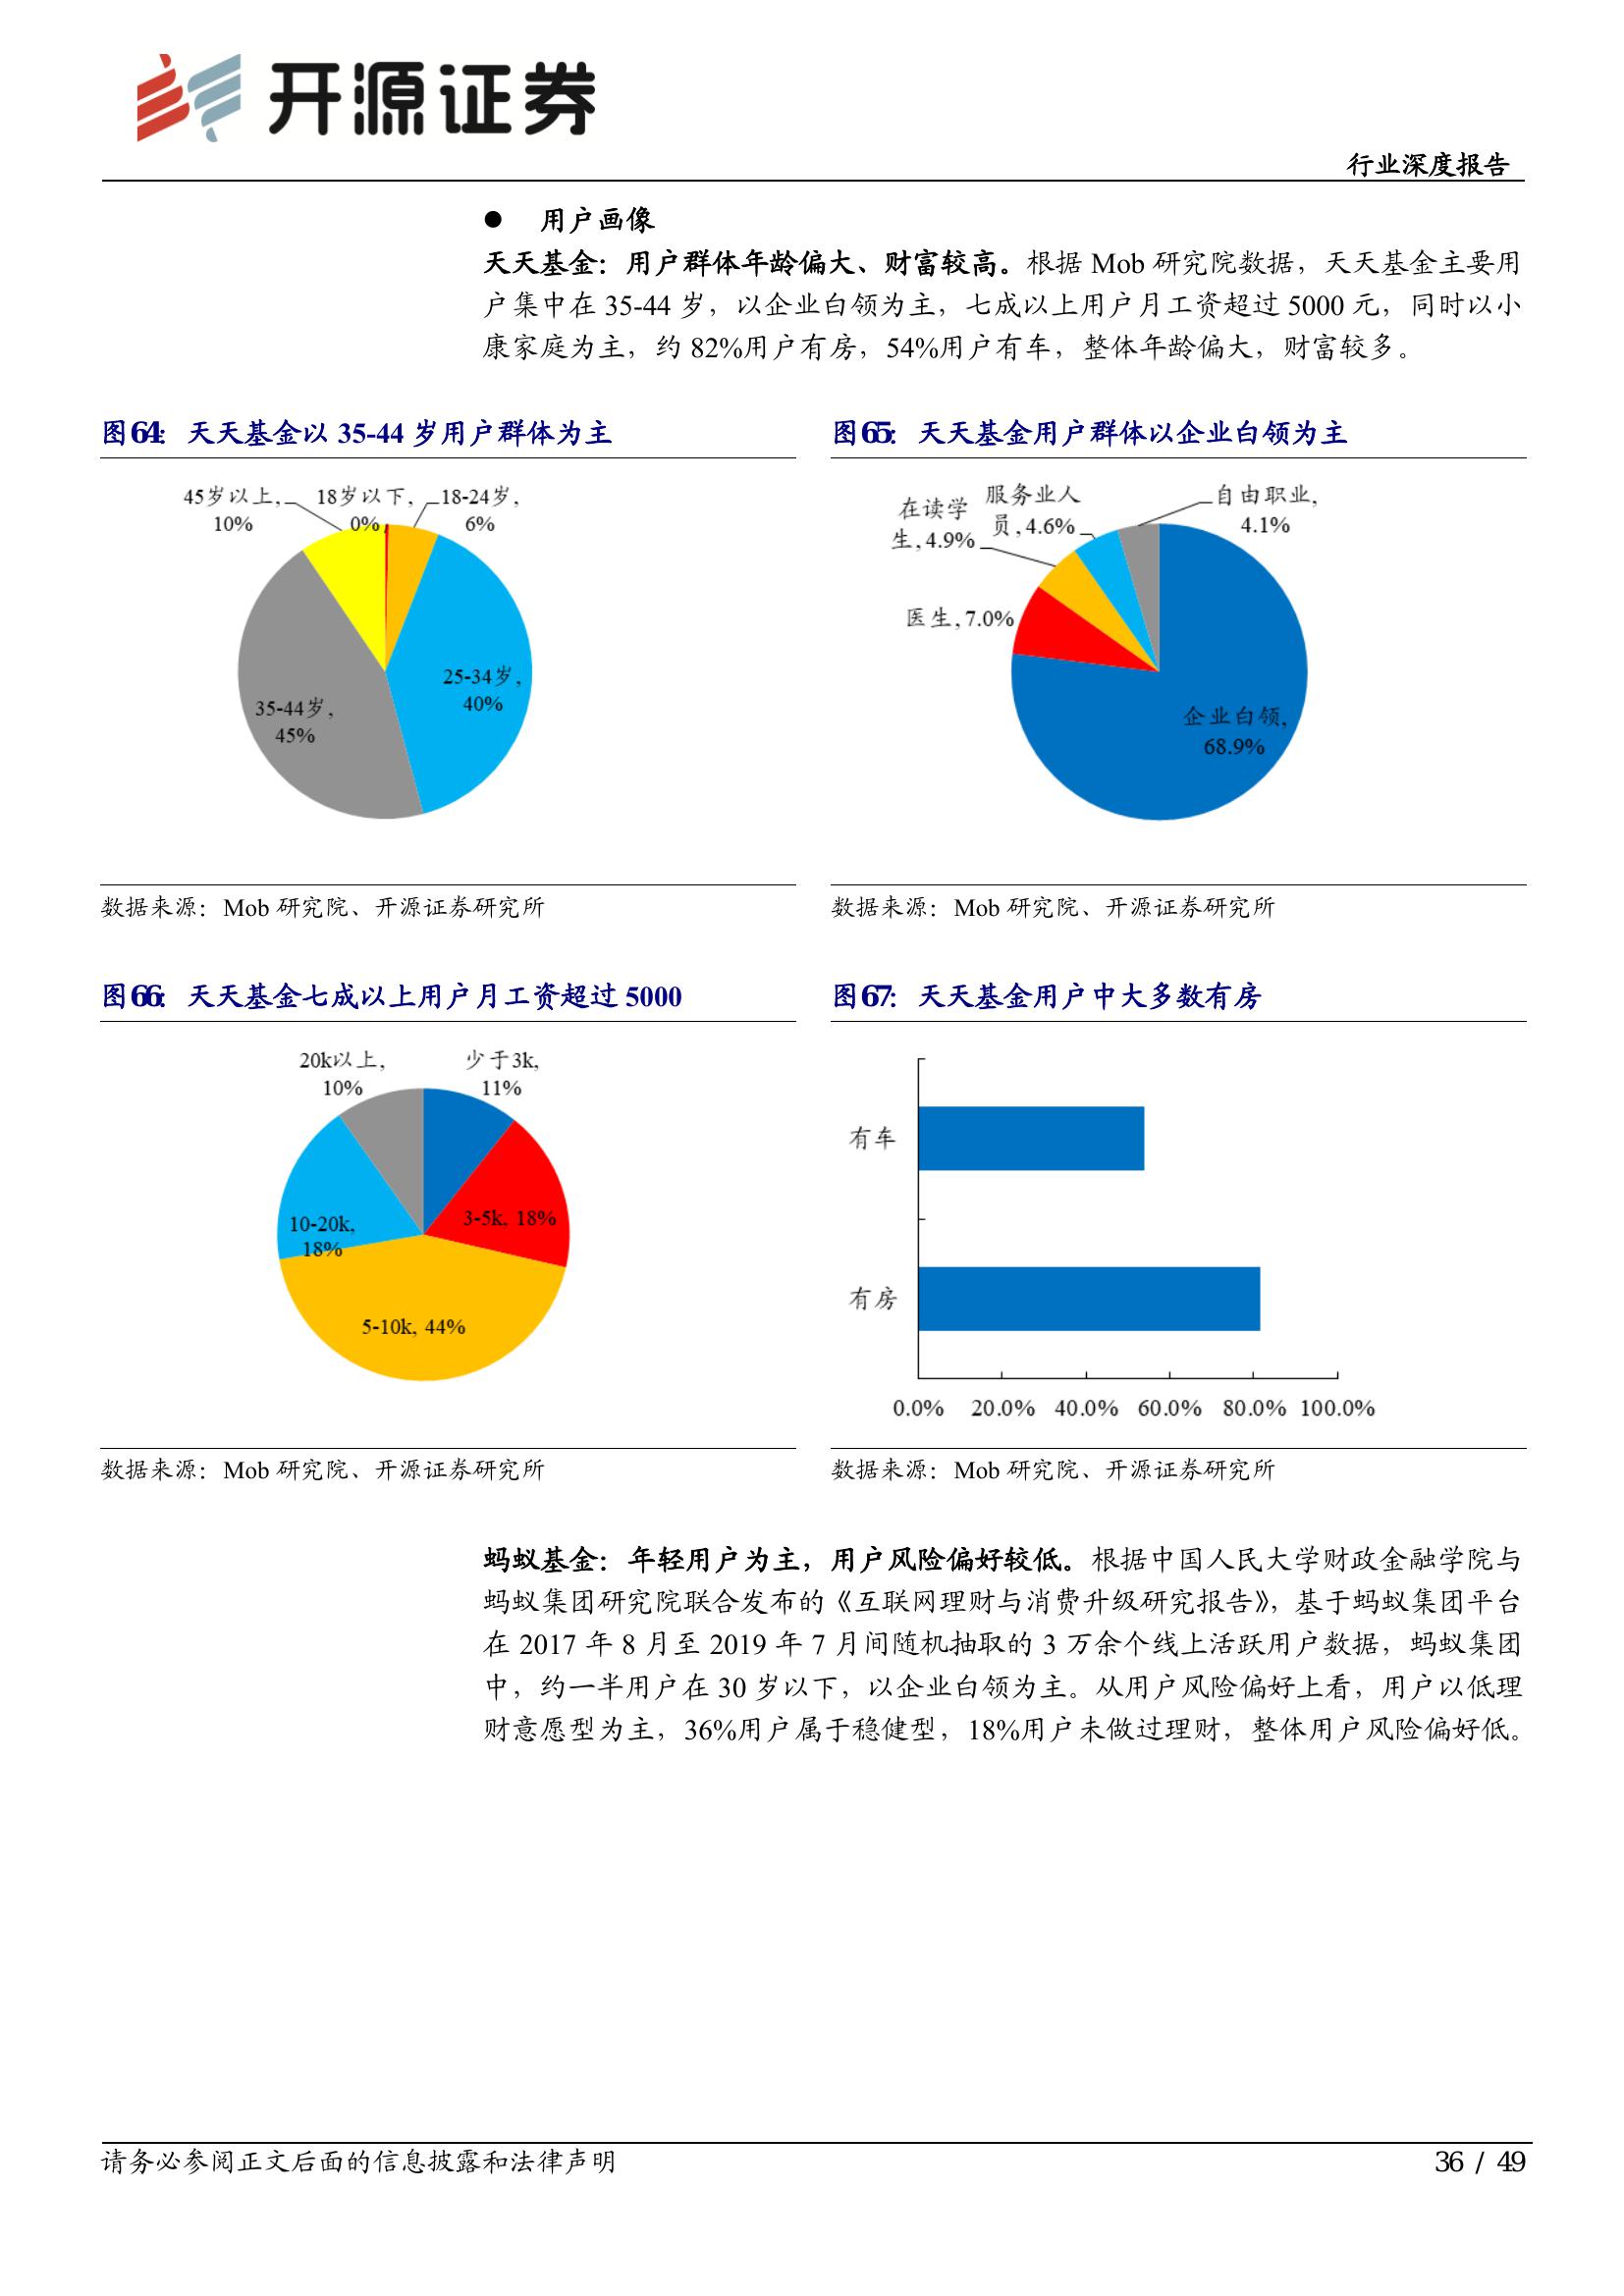 开源证券
行业深度报告
● 用户画像
天天基金：用户群体年龄偏大、财富较高。根据 Mob 研究院数据，天天基金主要用
户集中在 35-44 岁，以企业白领为主，七成以上用户月工资超过 5000 元，同时以小
康家庭为主，约 82%用户有房，54%用户有车，整体年龄偏大，财富较多。
图64：天天基金以 35-44 岁用户群体为主
45岁以上,
10%
18岁以下,
0%
18-24岁,
6%
25-34岁,
40%
35-44岁,
45%
数据来源：Mob 研究院、开源证券研究所
图65：天天基金用户群体以企业白领为主
在读学
生, 4.9%
服务业人
员, 4.6%
自由职业,
4.1%
医生, 7.0%
企业白领,
68.9%
数据来源：Mob 研究院、开源证券研究所
图66：天天基金七成以上用户月工资超过 5000
20k以上,
10%
少于3k,
11%
3-5k, 18%
10-20k,
18%
5-10k, 44%
数据来源：Mob 研究院、开源证券研究所
图67：天天基金用户中大多数有房
有车
有房
0.0% 20.0% 40.0% 60.0% 80.0% 100.0%
数据来源：Mob 研究院、开源证券研究所
蚂蚁基金：年轻用户为主，用户风险偏好较低。根据中国人民大学财政金融学院与
蚂蚁集团研究院联合发布的《互联网理财与消费升级研究报告》，基于蚂蚁集团平台
在 2017 年 8 月至 2019 年 7 月间随机抽取的 3 万余个线上活跃用户数据，蚂蚁集团
中，约一半用户在 30 岁以下，以企业白领为主。从用户风险偏好上看，用户以低理
财意愿型为主，36%用户属于稳健型，18%用户未做过理财，整体用户风险偏好低。
请务必参阅正文后面的信息披露和法律声明
36 / 49